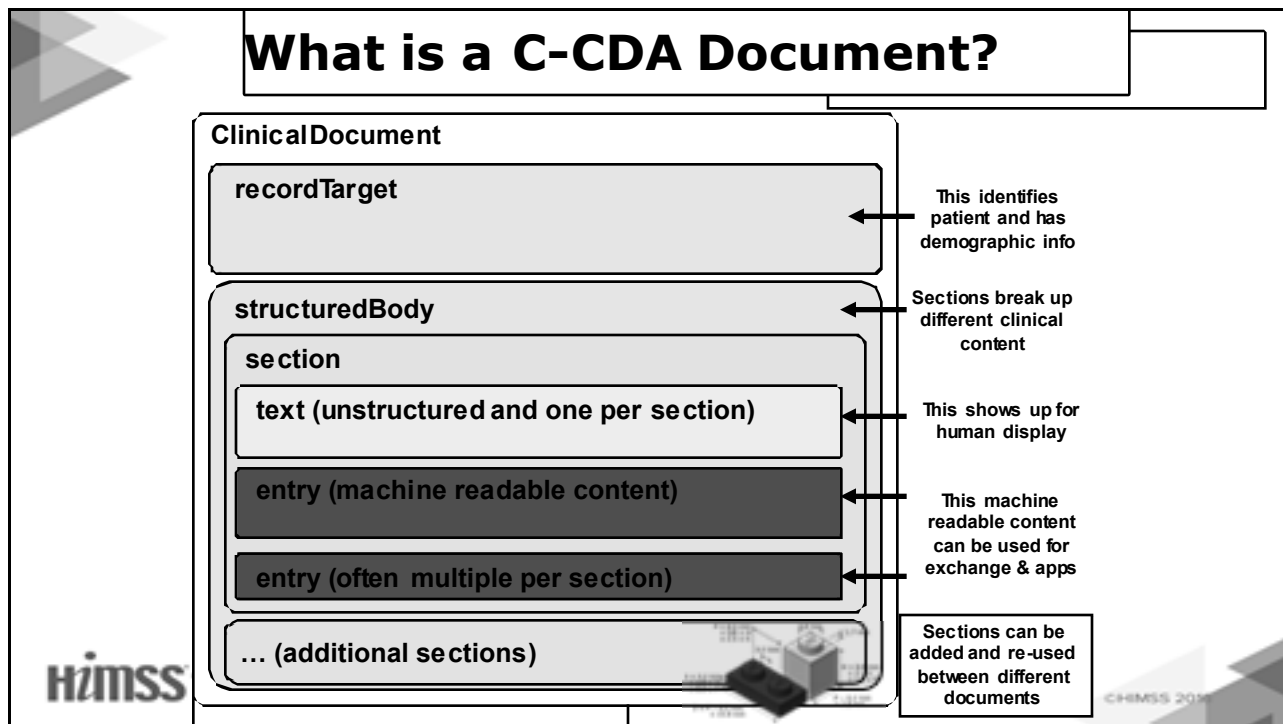 What is a C-CDA Document?
ClinicalDocument
recordTarget
This identifies
patient and has
demographic info
structuredBody
Sections break up
different clinical
content
section
text (unstructured and one per section)
This shows up for
human display
entry (machine readable content)
This machine
readable content
can be used for
exchange & apps
entry (often multiple per section)
… (additional sections)
Sections can be
added and re-used
between different
documents
HIMSS
©HIMSS